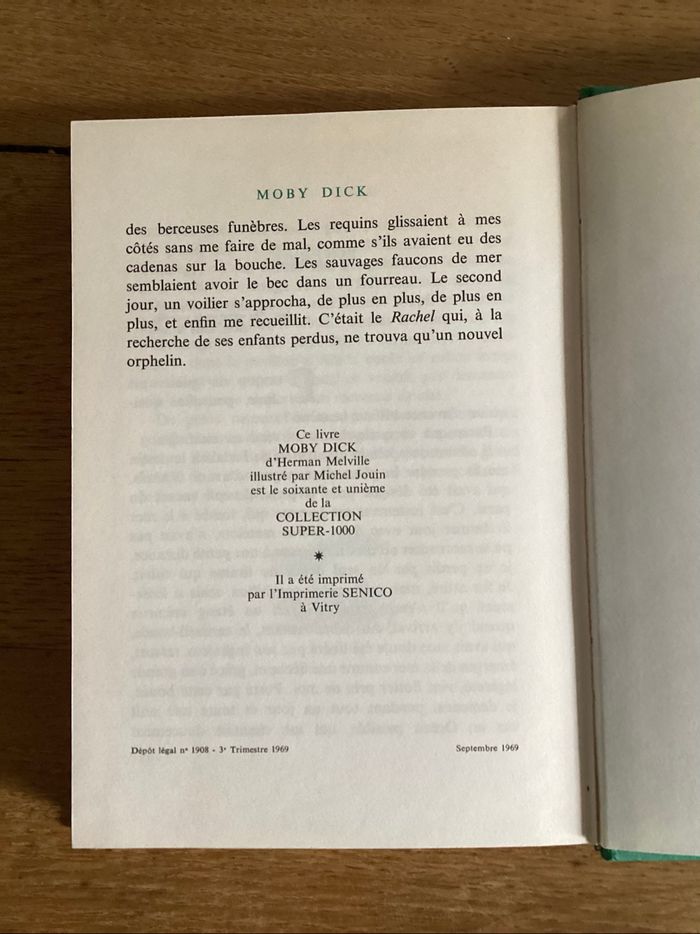 MOBY DICK
des berceuses funèbres. Les requins glissaient à mes
côtés sans me faire de mal, comme s'ils avaient eu des
cadenas sur la bouche. Les sauvages faucons de mer
semblaient avoir le bec dans un fourreau. Le second
jour, un voilier s'approcha, de plus en plus, de plus en
plus, et enfin me recueillit. C'était le Rachel qui, à la
recherche de ses enfants perdus, ne trouva qu'un nouvel
orphelin.
Ce livre
MOBY DICK
d'Herman Melville
illustré par Michel Jouin
est le soixante et unième
de la
COLLECTION
SUPER-1000
Il a été imprimé
par l'Imprimerie SENICO
à Vitry
Dépôt légal n° 1908 - 3e Trimestre 1969
Septembre 1969